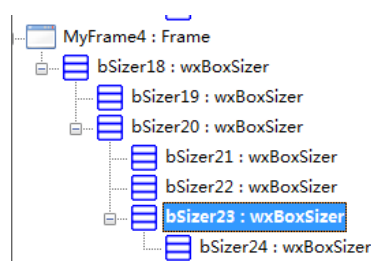 MyFrame4 : Frame
bSizer18 : wxBoxSizer
bSizer19 : wxBoxSizer
bSizer20 : wxBoxSizer
bSizer21 : wxBoxSizer
bSizer22 : wxBoxSizer
bSizer23 : wxBoxSizer
bSizer24 : wxBoxSizer